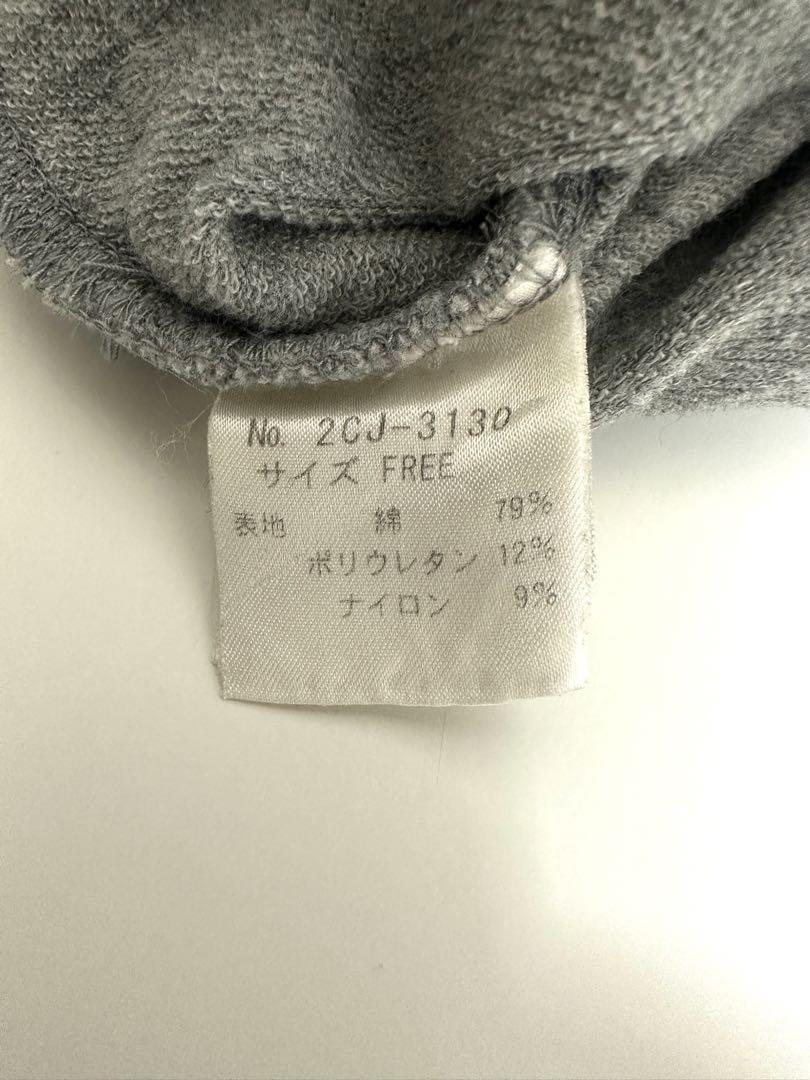 No. 2CJ-3130
サイズ FREE
表地 綿 79%
ポリウレタン 12%
ナイロン 9%